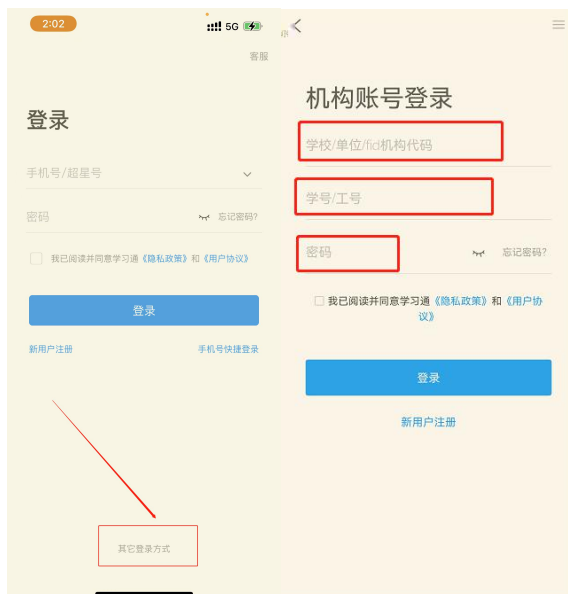 2:02
5G
客服
登录
手机号/超星号
密码
忘记密码?
我已阅读并同意学习通《隐私政策》和《用户协议》
登录
新用户注册
手机号快捷登录
其它登录方式
机构账号登录
学校/单位/fid机构代码
学号/工号
密码
忘记密码?
我已阅读并同意学习通《隐私政策》和《用户协
议》
登录
新用户注册